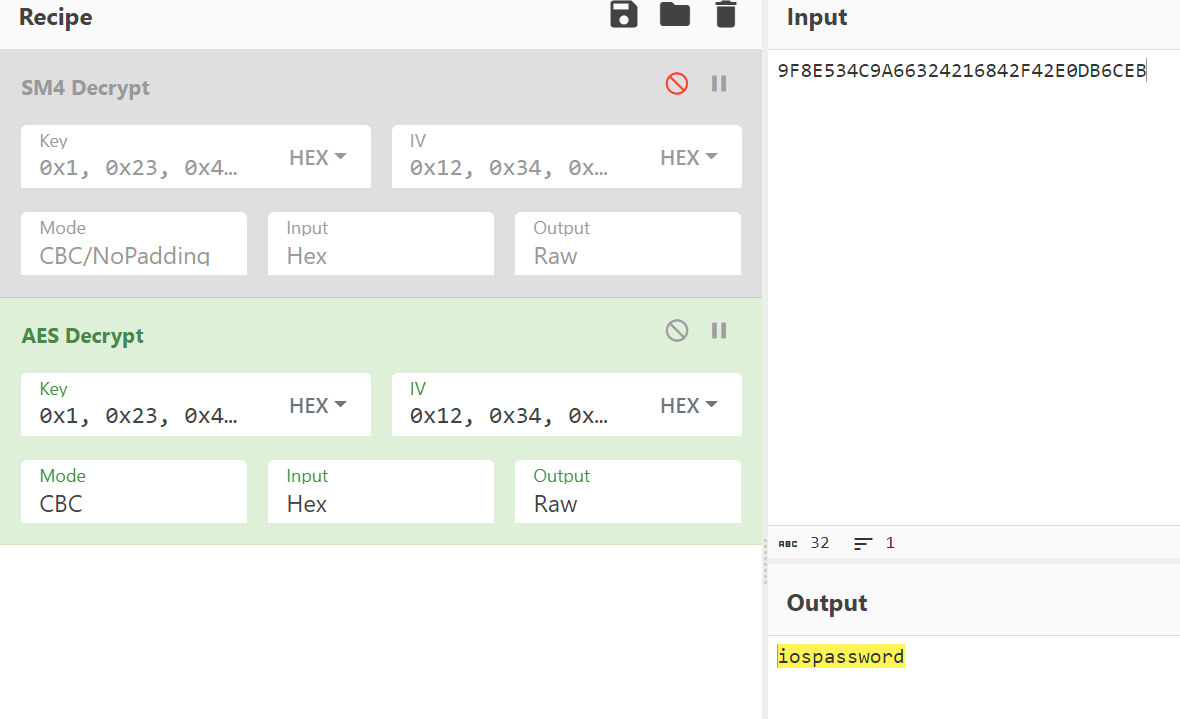 Recipe
SM4 Decrypt
Key
0x1, 0x23, 0x4…
HEX
IV
0x12, 0x34, 0x…
HEX
Mode
CBC/NoPadding
Input
Hex
Output
Raw
AES Decrypt
Key
0x1, 0x23, 0x4…
HEX
IV
0x12, 0x34, 0x…
HEX
Mode
CBC
Input
Hex
Output
Raw
Input
9F8E534C9A66324216842F42E0DB6CEB
ABC 32 1
Output
iospassword